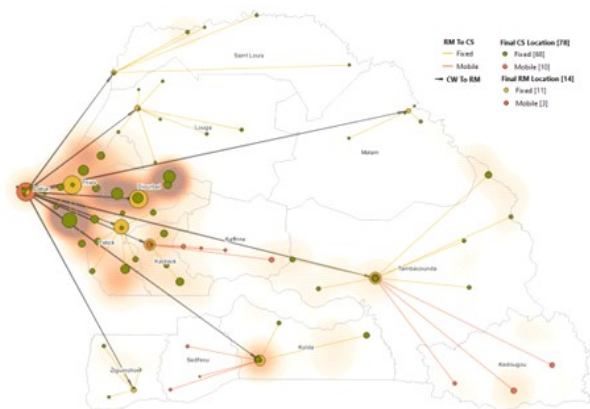 RM To CS
Fixed
Mobile
CW To RM
Final CS Location [78]
Fixed [68]
Mobile [10]
Final RM Location [14]
Fixed [11]
Mobile [3]
Saint Louis
Louga
Matam
Thies
Diourbel
Fatick
Kaolack
Kaffrine
Tambacounda
Kolda
Sedhiou
Ziguinchor
Kedougou